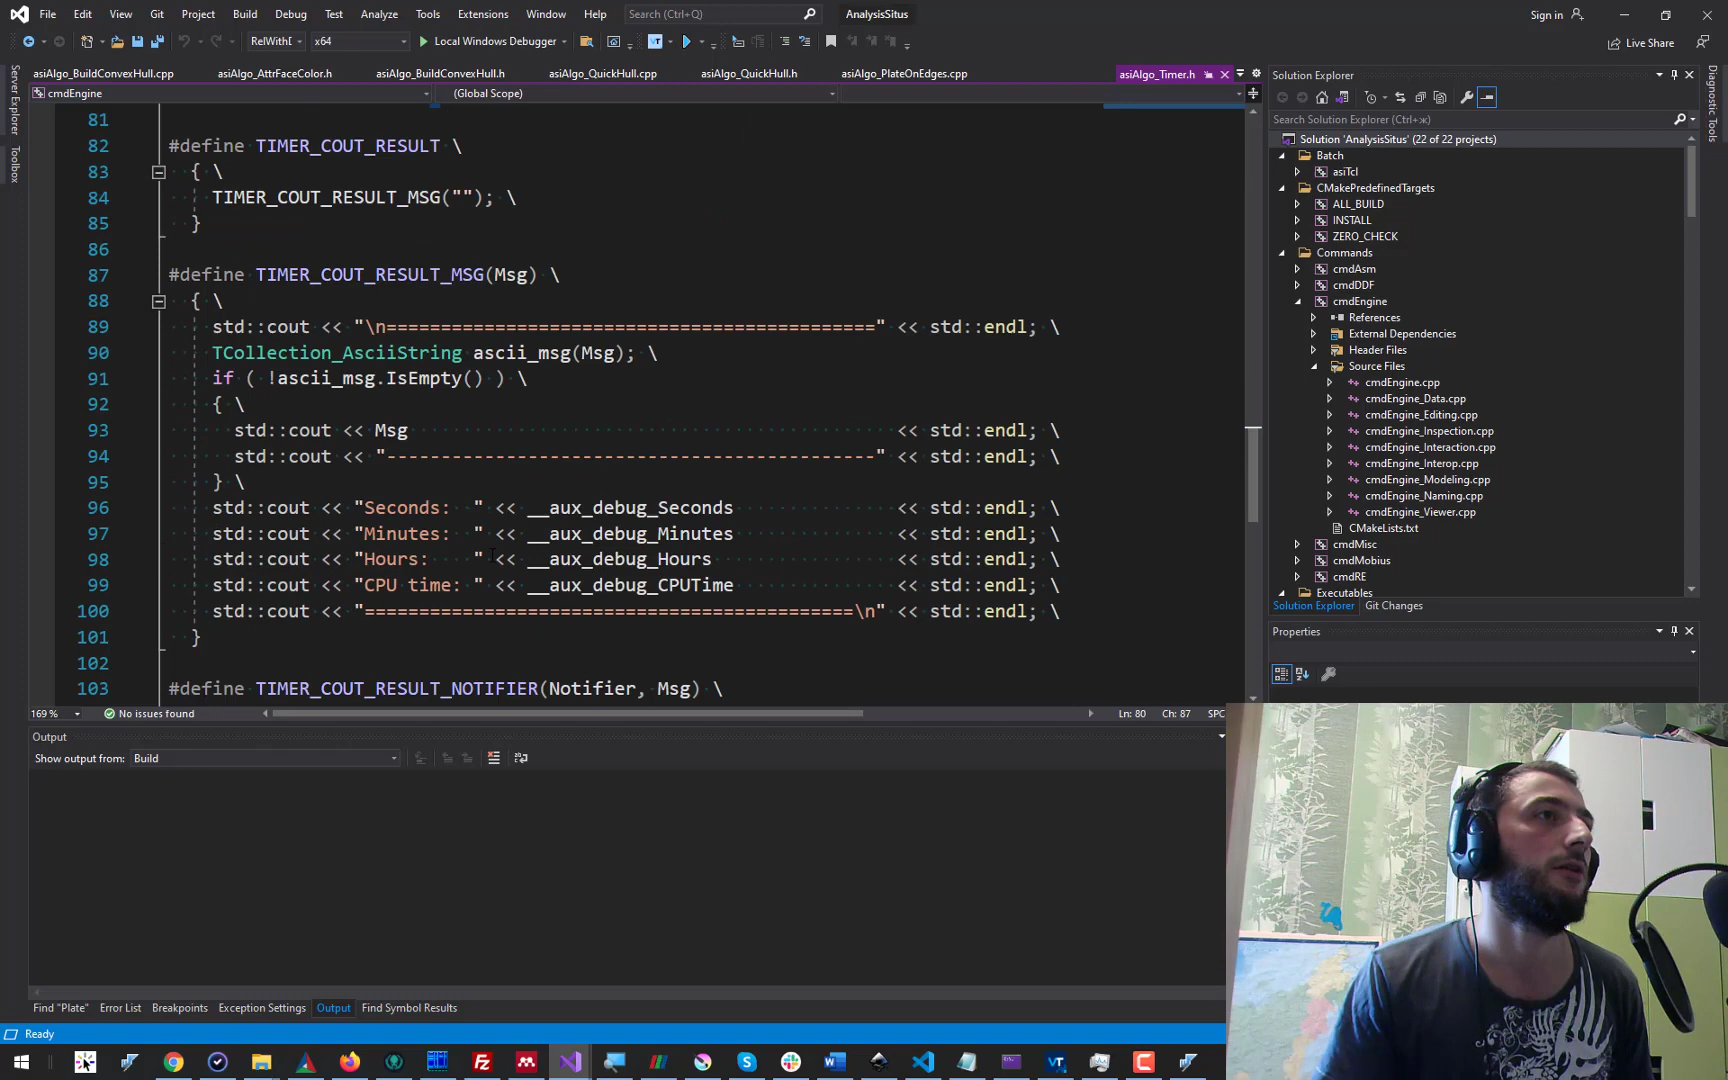 File Edit View Git Project Build Debug Test Analyze Tools Extensions Window Help Search (Ctrl+Q) AnalysisSitus Sign in
RelWithD x64 Local Windows Debugger Live Share
asiAlgo_BuildConvexHull.cpp asiAlgo_AttrFaceColor.h asiAlgo_BuildConvexHull.h asiAlgo_QuickHull.cpp asiAlgo_QuickHull.h asiAlgo_PlateOnEdges.cpp asiAlgo_Timer.h
cmdEngine (Global Scope)
81
82 #define TIMER_COUT_RESULT \
83 { \
84 TIMER_COUT_RESULT_MSG(""); \
85 }
86
87 #define TIMER_COUT_RESULT_MSG(Msg) \
88 { \
89 std::cout << "\n=============================================" << std::endl; \
90 TCollection_AsciiString ascii_msg(Msg); \
91 if ( !ascii_msg.IsEmpty() ) \
92 { \
93 std::cout << Msg << std::endl; \
94 std::cout << "---------------------------------------------" << std::endl; \
95 } \
96 std::cout << "Seconds:  " << __aux_debug_Seconds << std::endl; \
97 std::cout << "Minutes:  " << __aux_debug_Minutes << std::endl; \
98 std::cout << "Hours:    " << __aux_debug_Hours << std::endl; \
99 std::cout << "CPU time: " << __aux_debug_CPUTime << std::endl; \
100 std::cout << "=============================================\n" << std::endl; \
101 }
102
103 #define TIMER_COUT_RESULT_NOTIFIER(Notifier, Msg) \
169 % No issues found Ln: 80 Ch: 87 SPC
Output
Show output from: Build
Find "Plate" Error List Breakpoints Exception Settings Output Find Symbol Results
Ready
Server Explorer
Toolbox
Solution Explorer
Search Solution Explorer (Ctrl+ж)
Solution 'AnalysisSitus' (22 of 22 projects)
Batch
asiTcl
CMakePredefinedTargets
ALL_BUILD
INSTALL
ZERO_CHECK
Commands
cmdAsm
cmdDDF
cmdEngine
References
External Dependencies
Header Files
Source Files
cmdEngine.cpp
cmdEngine_Data.cpp
cmdEngine_Editing.cpp
cmdEngine_Inspection.cpp
cmdEngine_Interaction.cpp
cmdEngine_Interop.cpp
cmdEngine_Modeling.cpp
cmdEngine_Naming.cpp
cmdEngine_Viewer.cpp
CMakeLists.txt
cmdMisc
cmdMobius
cmdRE
Executables
Solution Explorer Git Changes
Properties
Diagnostic Tools